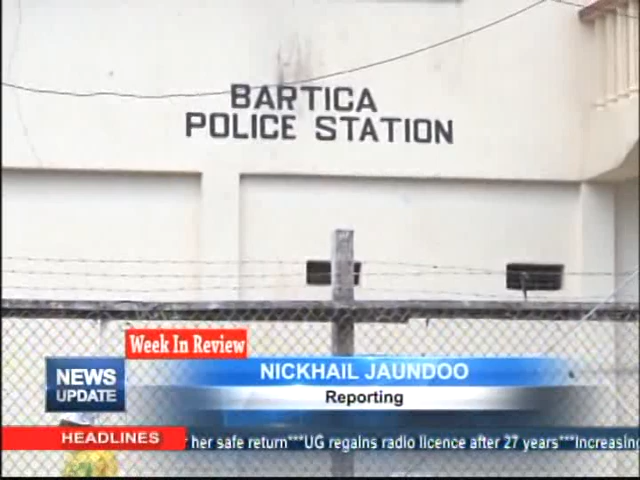 BARTICA
POLICE STATION
Week In Review
NEWS
UPDATE
NICKHAIL JAUNDOO
Reporting
HEADLINES
her safe return***UG regains radio licence after 27 years***Increasing